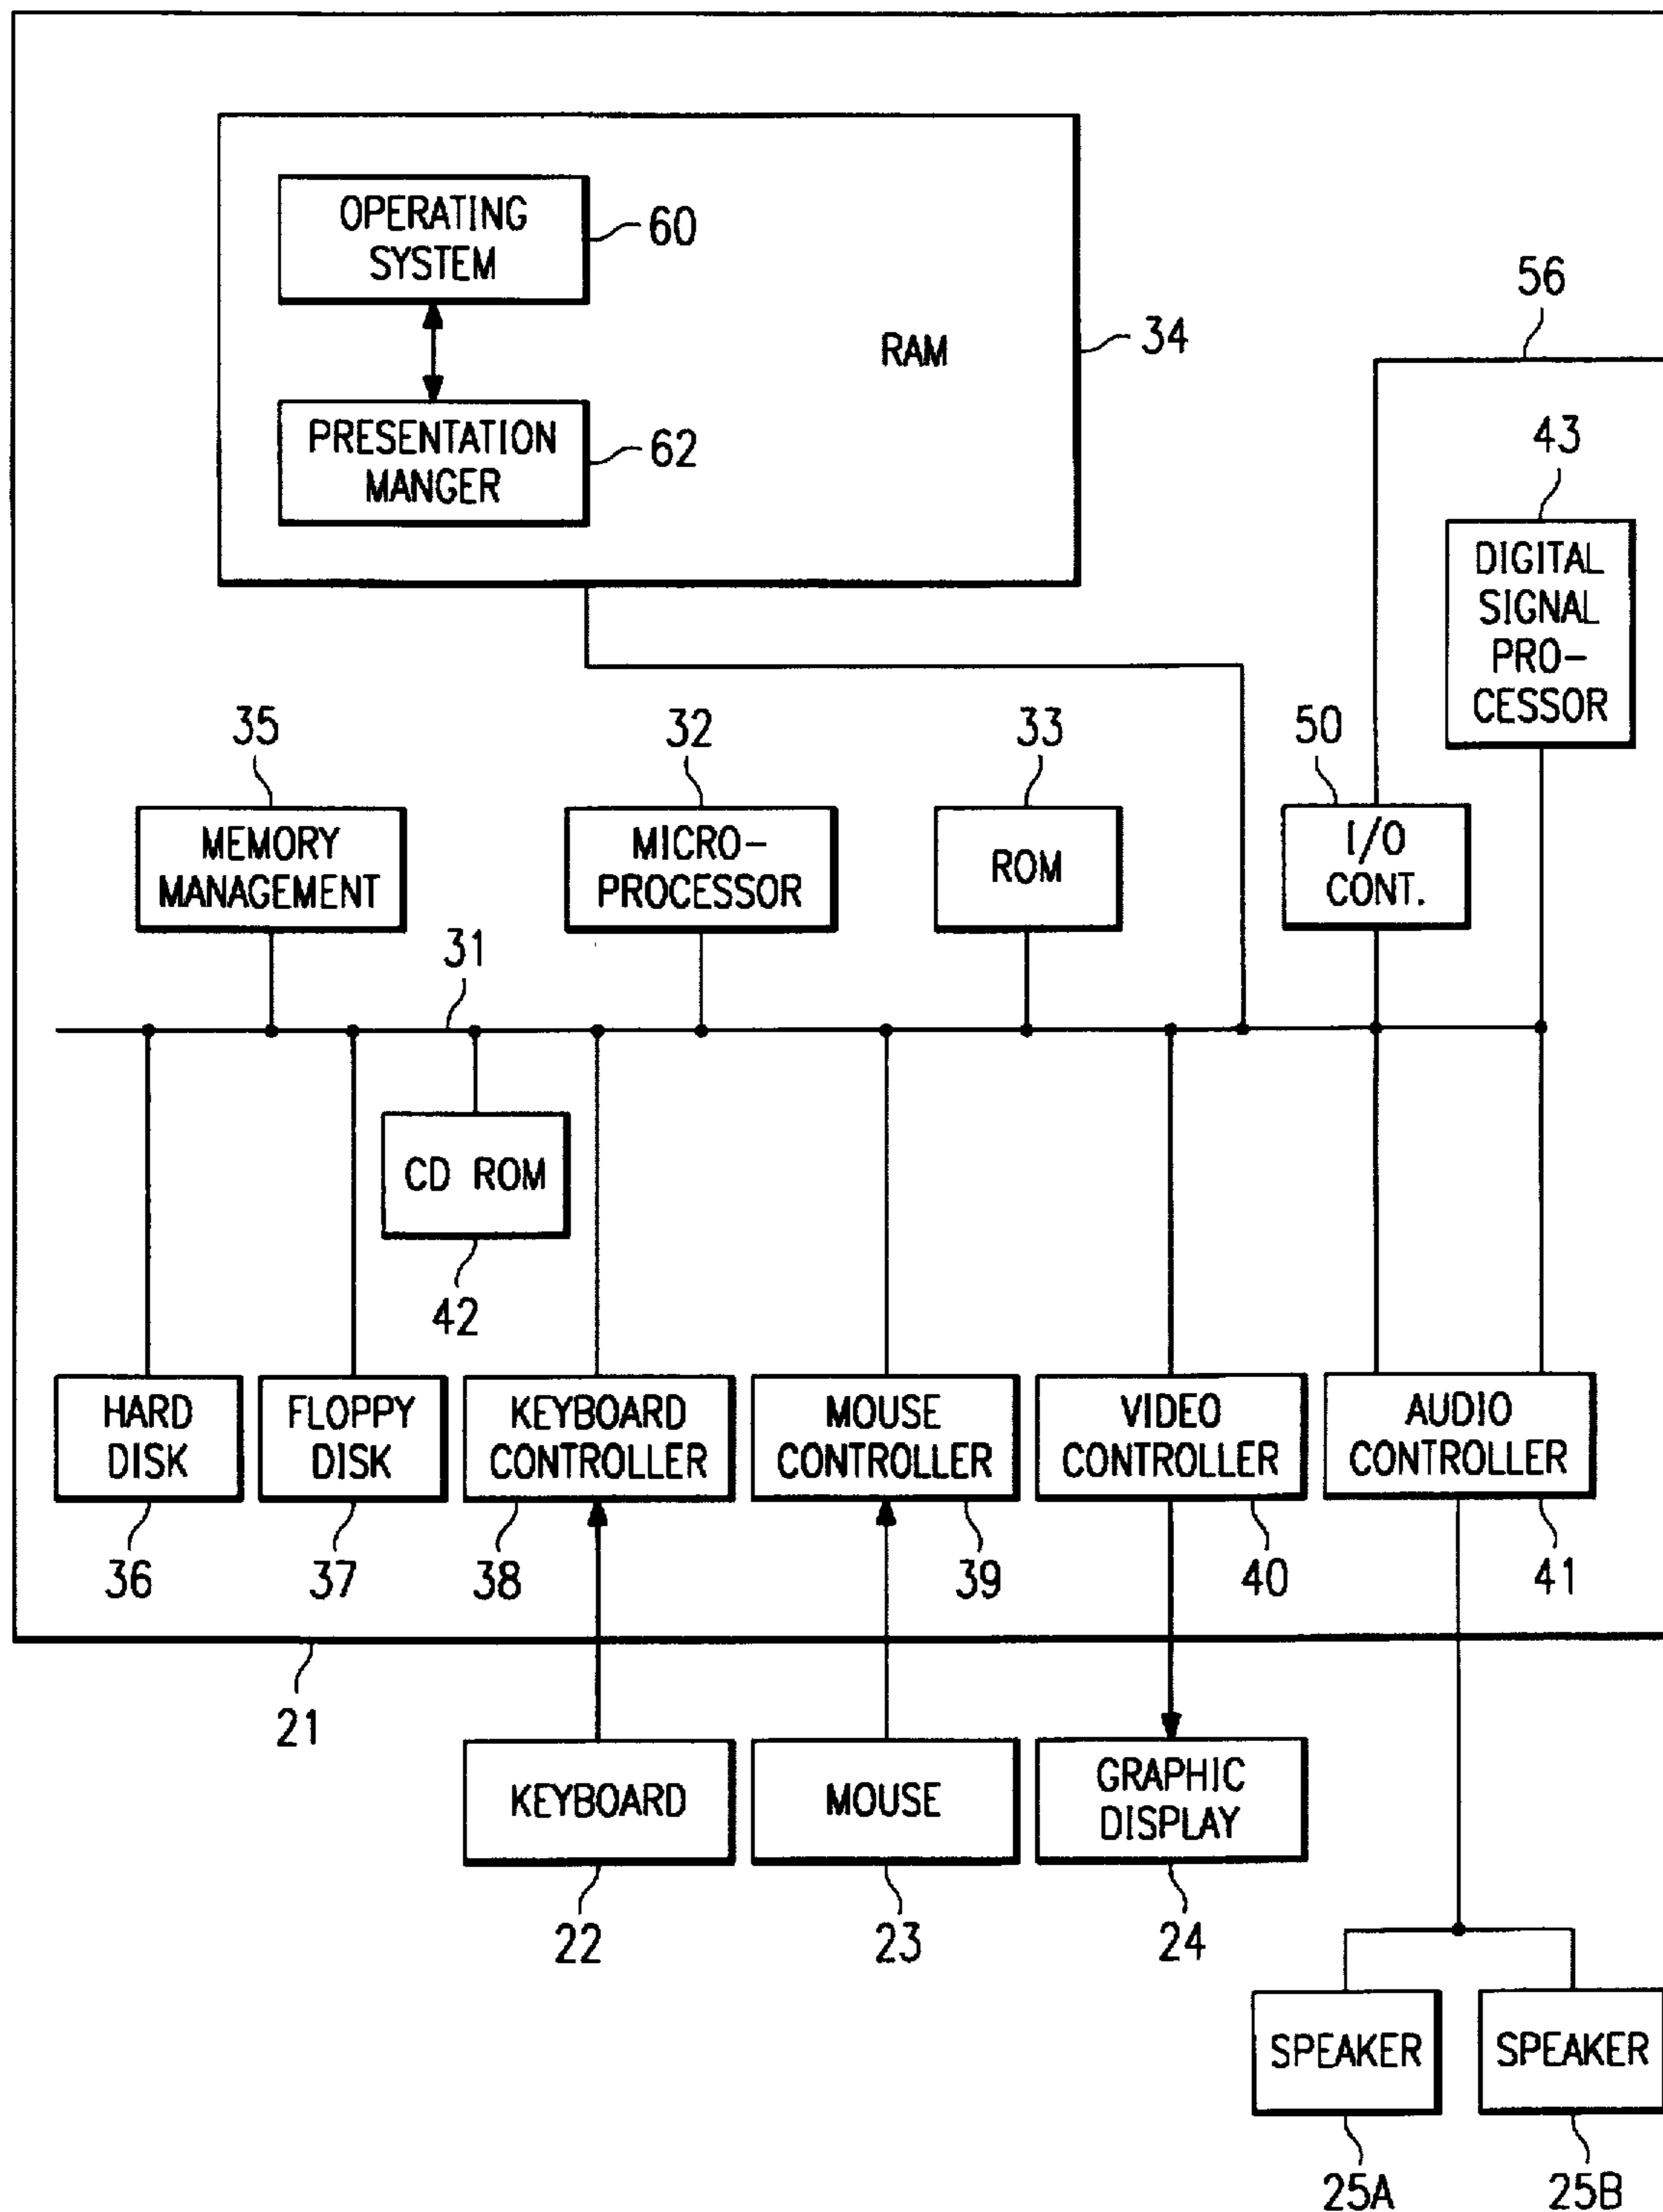 OPERATING
SYSTEM
60
56
RAM
34
PRESENTATION
MANGER
62
43
DIGITAL
SIGNAL
PRO-
CESSOR
35
32
33
50
MEMORY
MANAGEMENT
MICRO-
PROCESSOR
ROM
I/O
CONT.
31
CD ROM
42
HARD
DISK
FLOPPY
DISK
KEYBOARD
CONTROLLER
MOUSE
CONTROLLER
VIDEO
CONTROLLER
AUDIO
CONTROLLER
36
37
38
39
40
41
21
KEYBOARD
MOUSE
GRAPHIC
DISPLAY
22
23
24
SPEAKER
SPEAKER
25A
25B